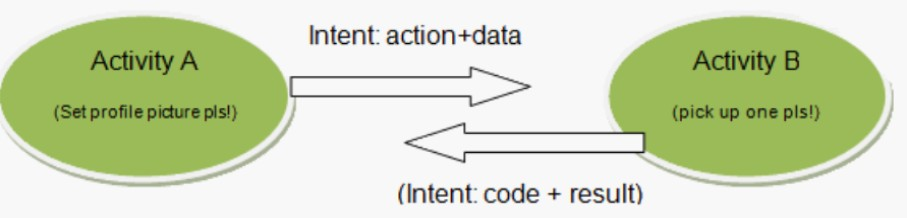 Intent: action+data
Activity A
(Set profile picture pls!)
Activity B
(pick up one pls!)
(Intent: code + result)